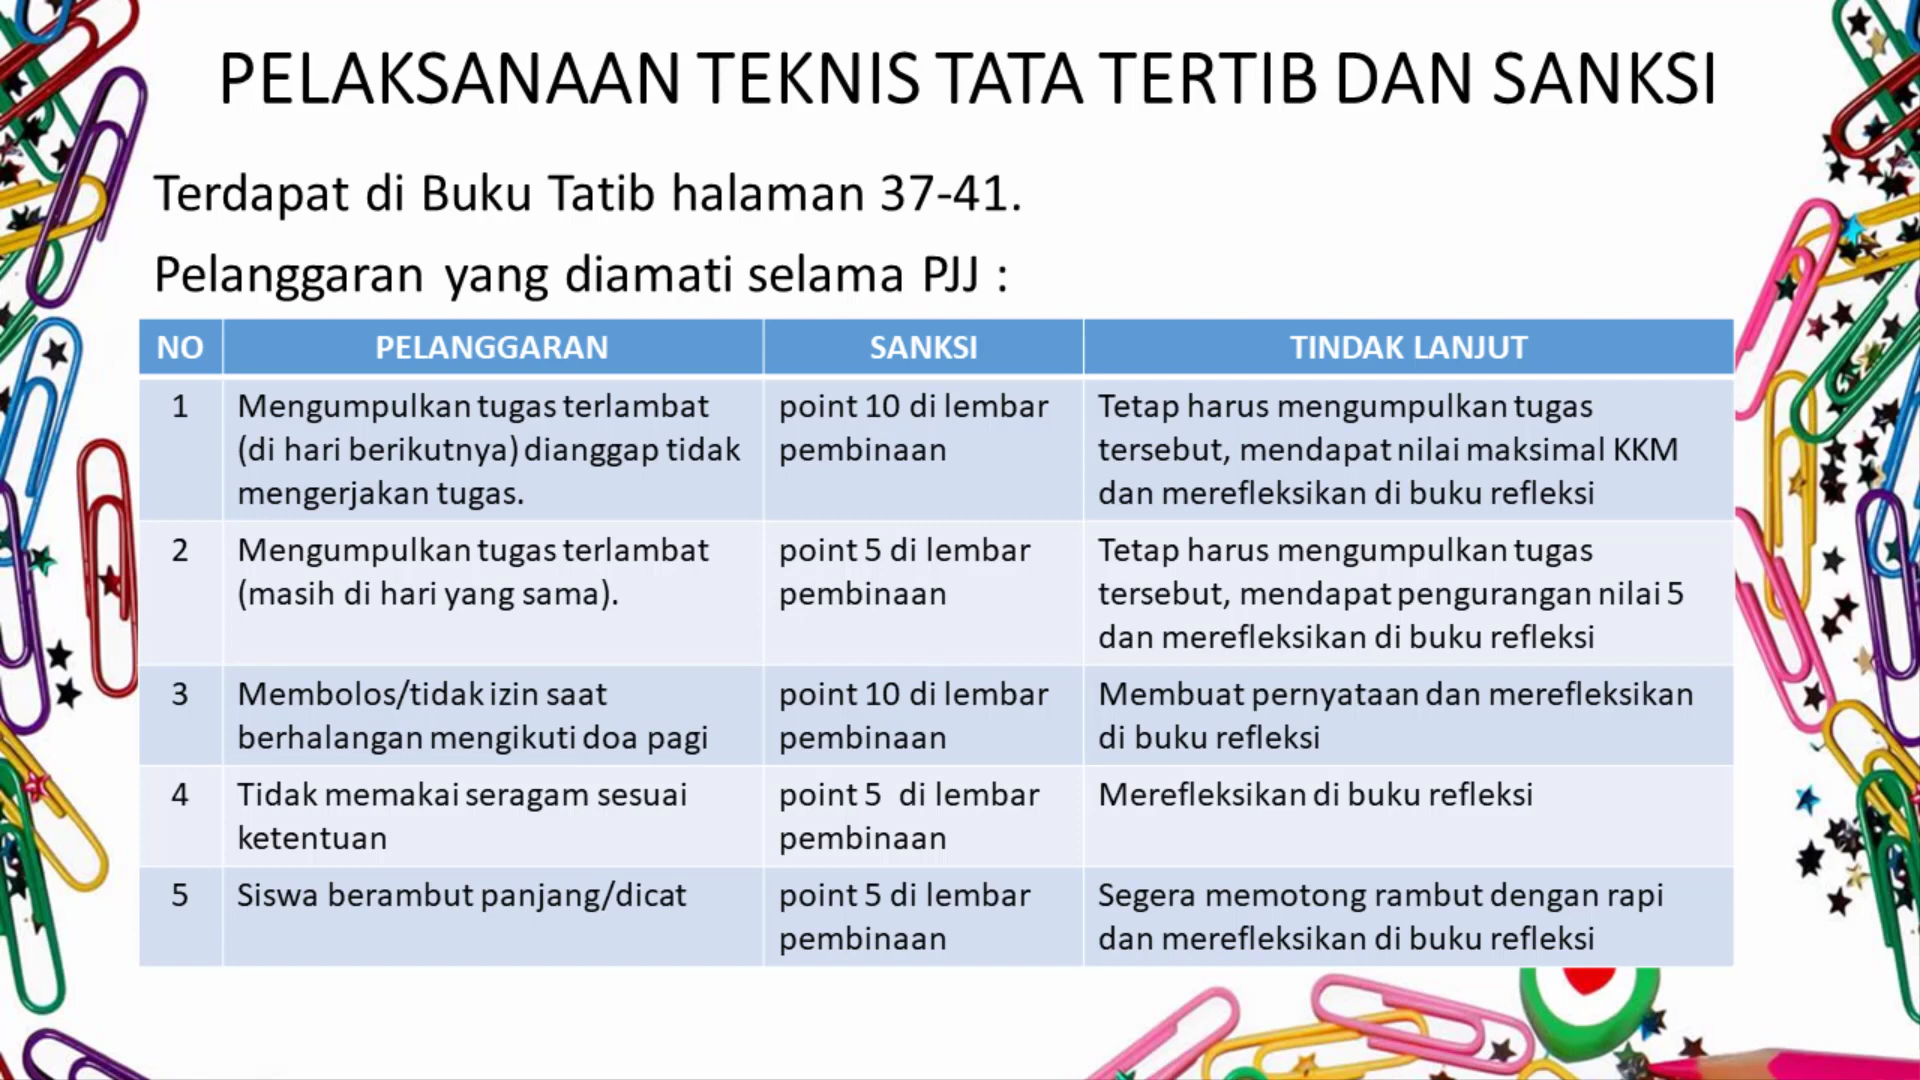 PELAKSANAAN TEKNIS TATA TERTIB DAN SANKSI
Terdapat di Buku Tatib halaman 37-41.
Pelanggaran yang diamati selama PJJ :
NO PELANGGARAN SANKSI TINDAK LANJUT
1 Mengumpulkan tugas terlambat point 10 di lembar Tetap harus mengumpulkan tugas
(di hari berikutnya) dianggap tidak pembinaan tersebut, mendapat nilai maksimal KKM
mengerjakan tugas. dan merefleksikan di buku refleksi
2 Mengumpulkan tugas terlambat point 5 di lembar Tetap harus mengumpulkan tugas
(masih di hari yang sama). pembinaan tersebut, mendapat pengurangan nilai 5
dan merefleksikan di buku refleksi
3 Membolos/tidak izin saat point 10 di lembar Membuat pernyataan dan merefleksikan
berhalangan mengikuti doa pagi pembinaan di buku refleksi
4 Tidak memakai seragam sesuai point 5 di lembar Merefleksikan di buku refleksi
ketentuan pembinaan
5 Siswa berambut panjang/dicat point 5 di lembar Segera memotong rambut dengan rapi
pembinaan dan merefleksikan di buku refleksi